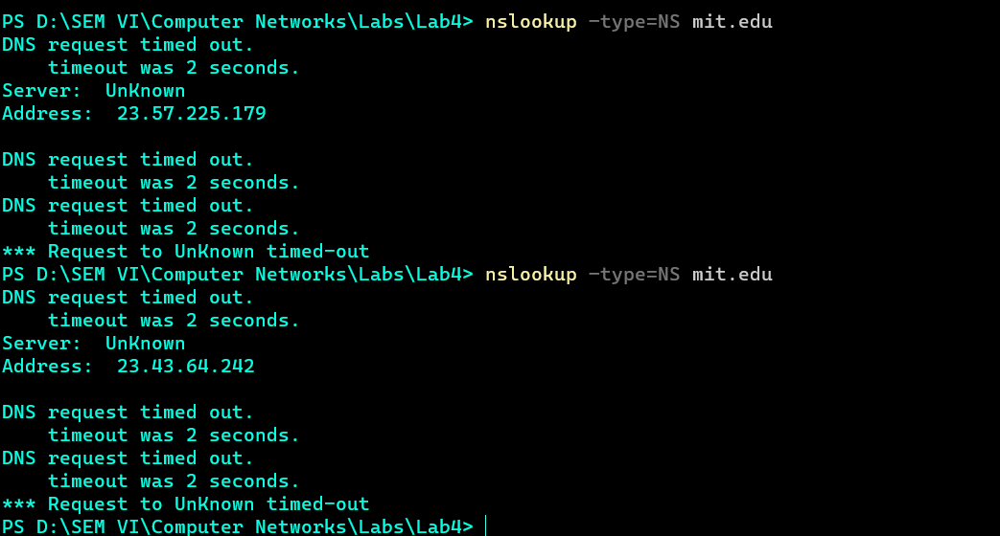 PS D:\SEM VI\Computer Networks\Labs\Lab4> nslookup -type=NS mit.edu
DNS request timed out.
    timeout was 2 seconds.
Server:  UnKnown
Address:  23.57.225.179

DNS request timed out.
    timeout was 2 seconds.
DNS request timed out.
    timeout was 2 seconds.
*** Request to UnKnown timed-out
PS D:\SEM VI\Computer Networks\Labs\Lab4> nslookup -type=NS mit.edu
DNS request timed out.
    timeout was 2 seconds.
Server:  UnKnown
Address:  23.43.64.242

DNS request timed out.
    timeout was 2 seconds.
DNS request timed out.
    timeout was 2 seconds.
*** Request to UnKnown timed-out
PS D:\SEM VI\Computer Networks\Labs\Lab4>